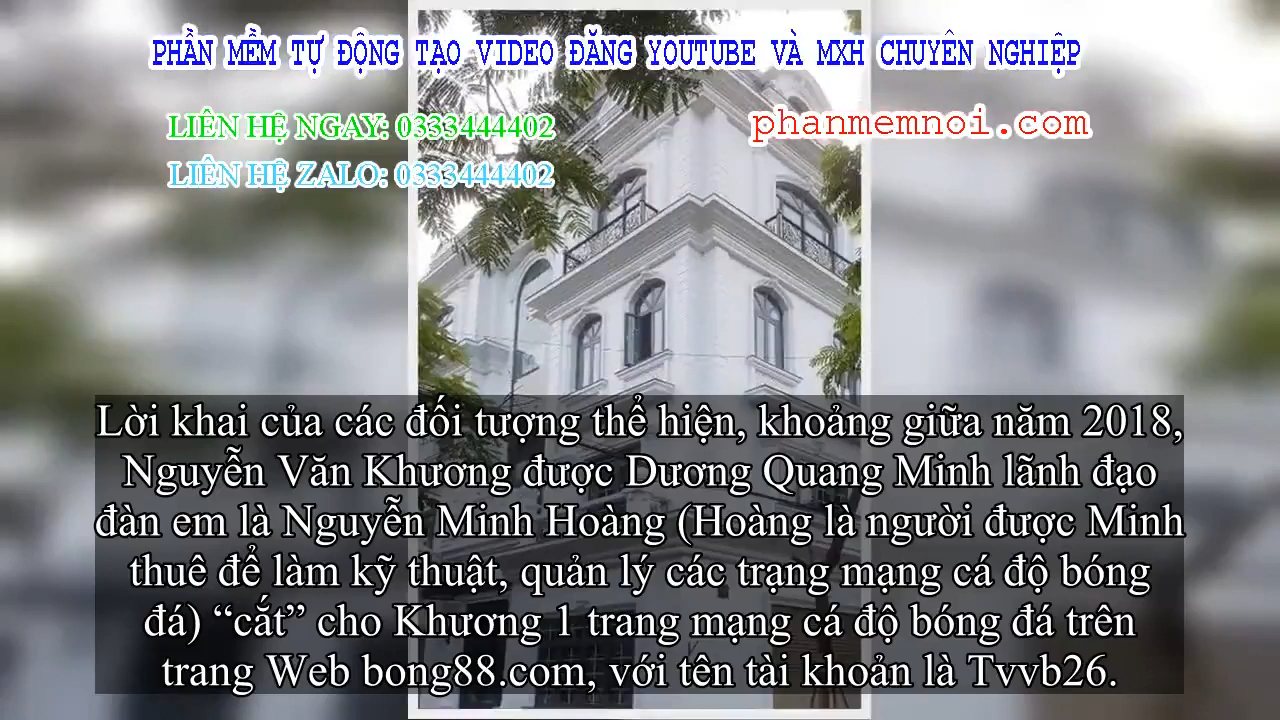 PHẦN MỀM TỰ ĐỘNG TẠO VIDEO ĐĂNG YOUTUBE VÀ MXH CHUYÊN NGHIỆP
LIÊN HỆ NGAY: 0333444402
phanmemnoi.com
LIÊN HỆ ZALO: 0333444402
Lời khai của các đối tượng thể hiện, khoảng giữa năm 2018,
Nguyễn Văn Khương được Dương Quang Minh lãnh đạo
đàn em là Nguyễn Minh Hoàng (Hoàng là người được Minh
thuê để làm kỹ thuật, quản lý các trạng mạng cá độ bóng
đá) “cắt” cho Khương 1 trang mạng cá độ bóng đá trên
trang Web bong88.com, với tên tài khoản là Tvvb26.